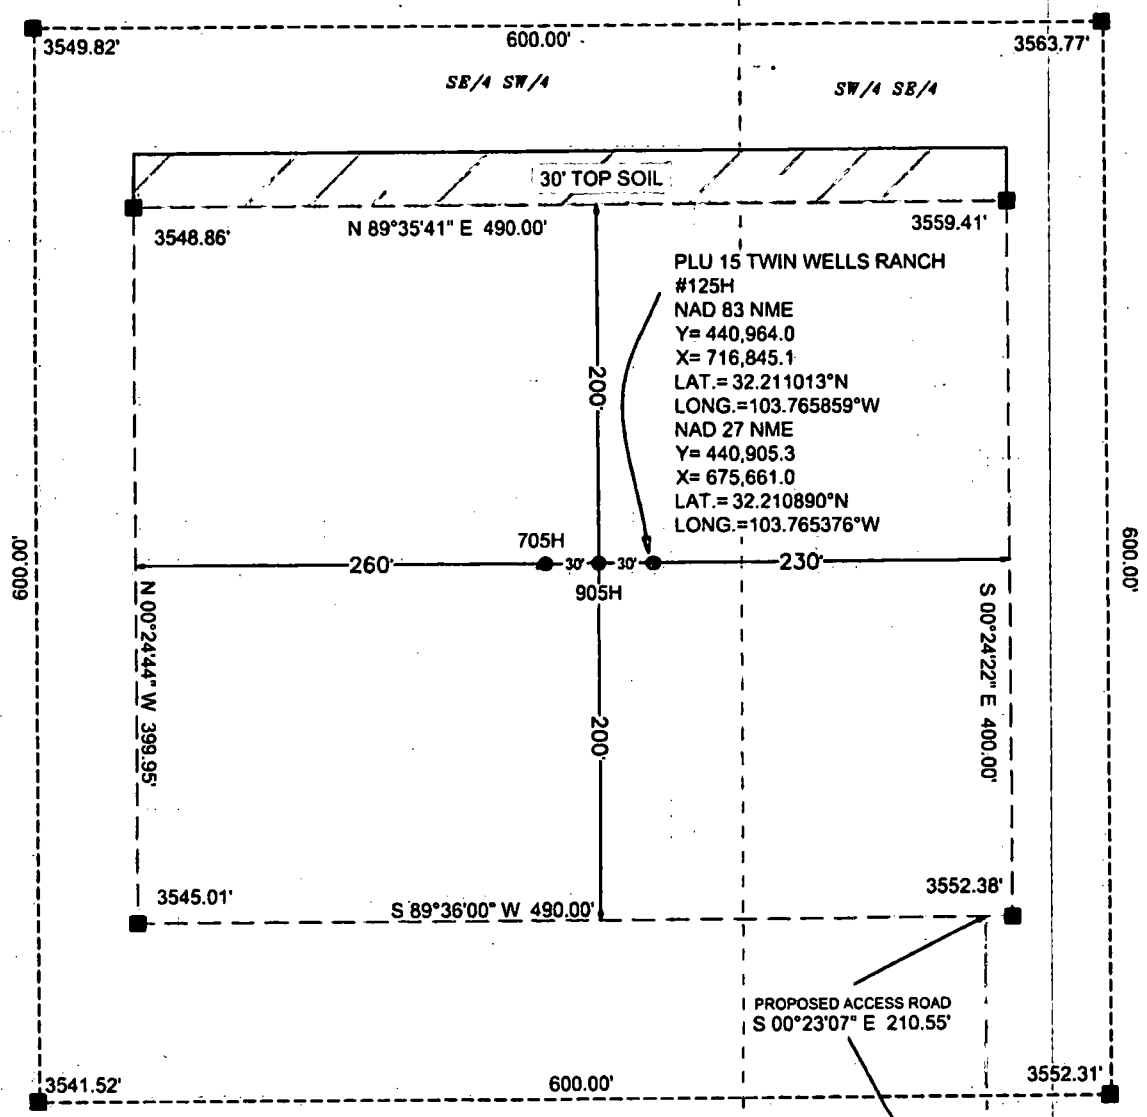 3549.82'
600.00'
3563.77'
SE/4 SW/4
SW/4 SE/4
30' TOP SOIL
3548.86'
N 89°35'41" E 490.00'
3559.41'
PLU 15 TWIN WELLS RANCH
#125H
NAD 83 NME
Y= 440,964.0
X= 716,845.1
LAT.= 32.211013°N
LONG.=103.765859°W
NAD 27 NME
Y= 440,905.3
X= 675,661.0
LAT.= 32.210890°N
LONG.=103.765376°W
200'
600.00'
600.00'
705H
260'
30'
30'
230'
905H
N 00°24'44" W 399.95'
S 00°24'22" E 400.00'
200'
3545.01'
S 89°36'00" W 490.00'
3552.38'
PROPOSED ACCESS ROAD
S 00°23'07" E 210.55'
3541.52'
600.00'
3552.31'